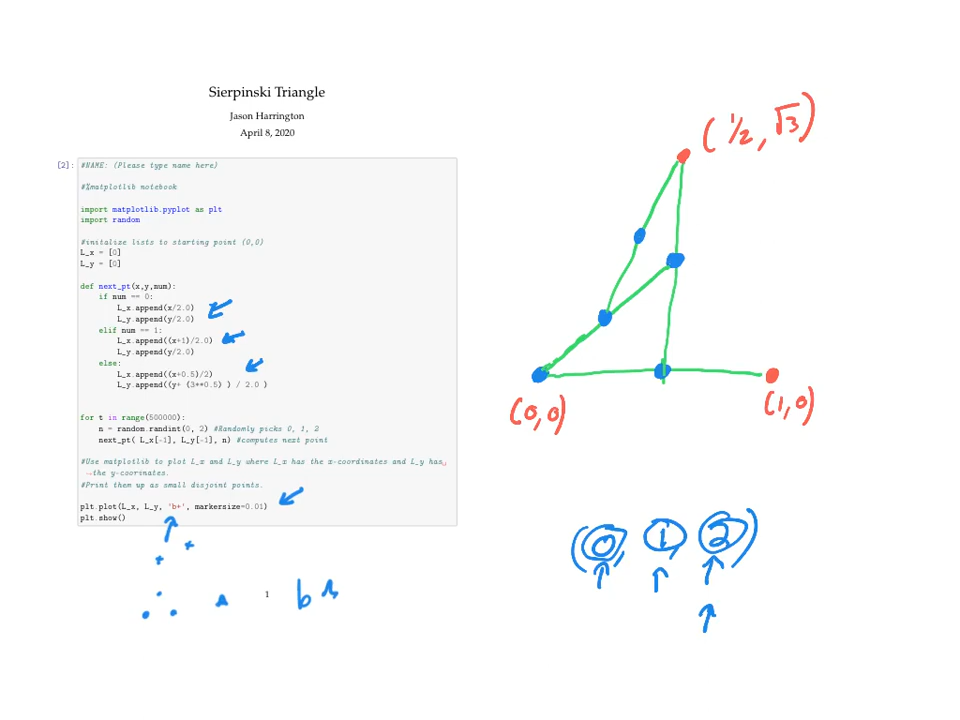 Sierpinski Triangle
Jason Harrington
April 8, 2020
[2]: #NAME: (Please type name here)
#%matplotlib notebook
import matplotlib.pyplot as plt
import random
#initalize lists to starting point (0,0)
L_x = [0]
L_y = [0]
def next_pt(x,y,num):
if num == 0:
L_x.append(x/2.0)
L_y.append(y/2.0)
elif num == 1:
L_x.append((x+1)/2.0)
L_y.append(y/2.0)
else:
L_x.append((x+0.5)/2)
L_y.append((y+ (3**0.5) ) / 2.0 )
for t in range(500000):
n = random.randint(0, 2) #Randomly picks 0, 1, 2
next_pt( L_x[-1], L_y[-1], n) #computes next point
#Use matplotlib to plot L_x and L_y where L_x has the x-coordinates and L_y has
→the y-coorinates.
#Print them up as small disjoint points.
plt.plot(L_x, L_y, 'b+', markersize=0.01)
plt.show()
1
b
(1/2, √3)
(0,0)
(1,0)
(0, 1, 2)